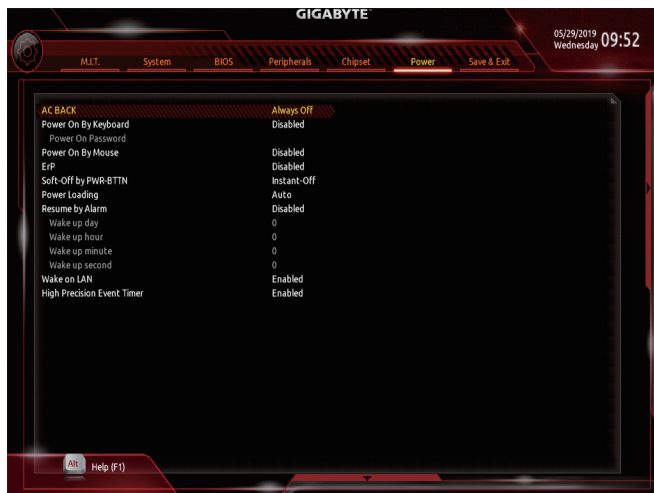 GIGABYTE™
05/29/2019
Wednesday 09:52
M.I.T. System BIOS Peripherals Chipset Power Save & Exit
AC BACK Always Off
Power On By Keyboard Disabled
Power On Password
Power On By Mouse Disabled
ErP Disabled
Soft-Off by PWR-BTTN Instant-Off
Power Loading Auto
Resume by Alarm Disabled
Wake up day 0
Wake up hour 0
Wake up minute 0
Wake up second 0
Wake on LAN Enabled
High Precision Event Timer Enabled
Alt Help (F1)